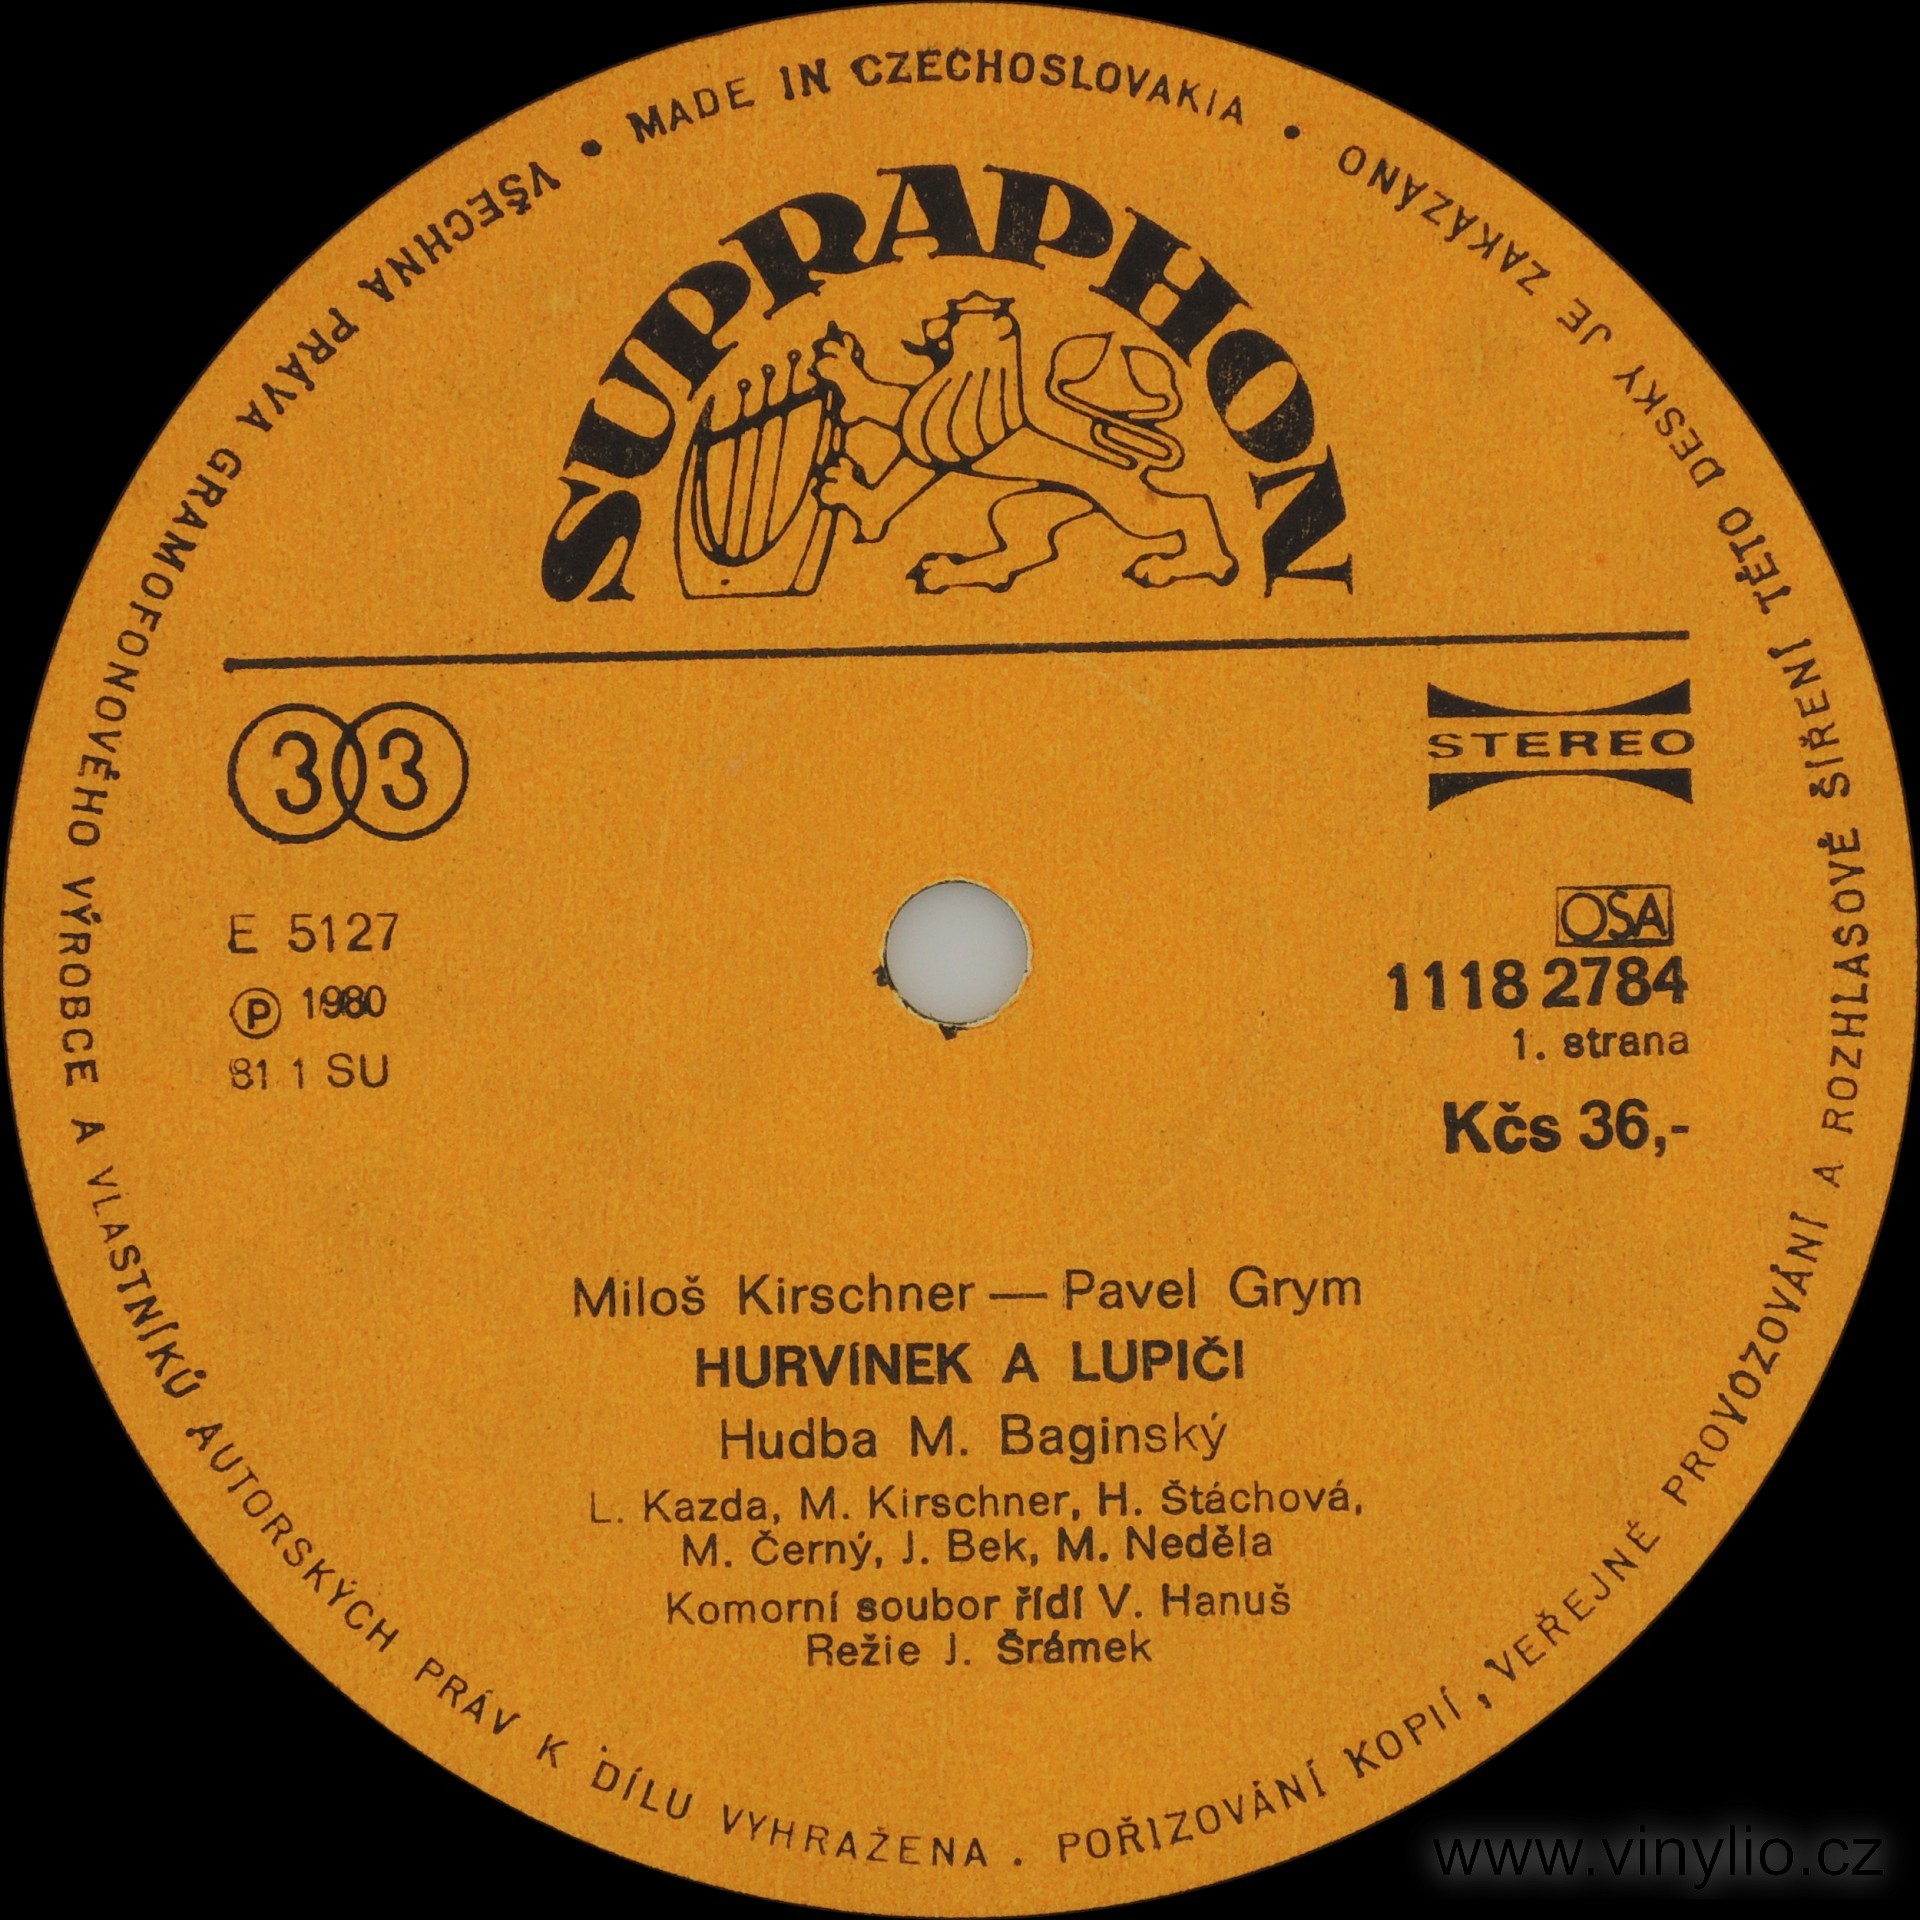 MADE IN CZECHOSLOVAKIA •
VŠECHNA PRÁVA GRAMOFONOVÉHO VÝROBCE A VLASTNÍKŮ AUTORSKÝCH PRÁV K DÍLU VYHRAŽENA . POŘIZOVÁNÍ KOPIÍ, VEŘEJNÉ PROVOZOVÁNÍ A ROZHLASOVÉ ŠÍŘENÍ TÉTO DESKY JE ZAKÁZÁNO •
SUPRAPHON
33
STEREO
E 5127
Ⓟ 1980
81 1 SU
OSA
1118 2784
1. strana
Kčs 36,-
Miloš Kirschner — Pavel Grym
HURVÍNEK A LUPIČI
Hudba M. Baginský
L. Kazda, M. Kirschner, H. Štáchová,
M. Černý, J. Bek, M. Neděla
Komorní soubor řídí V. Hanuš
Režie J. Šrámek
www.vinylio.cz